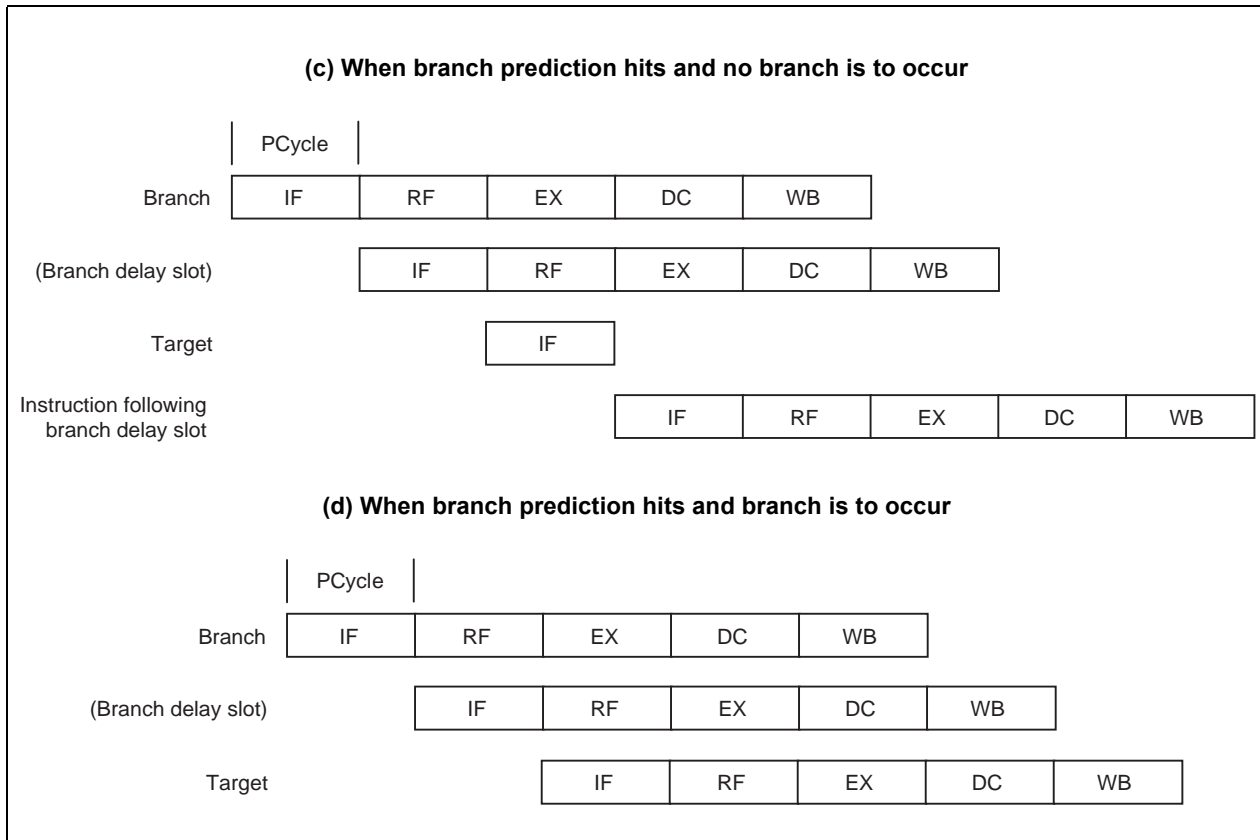 (c) When branch prediction hits and no branch is to occur
PCycle
Branch IF RF EX DC WB
(Branch delay slot) IF RF EX DC WB
Target IF
Instruction following
branch delay slot IF RF EX DC WB
(d) When branch prediction hits and branch is to occur
PCycle
Branch IF RF EX DC WB
(Branch delay slot) IF RF EX DC WB
Target IF RF EX DC WB